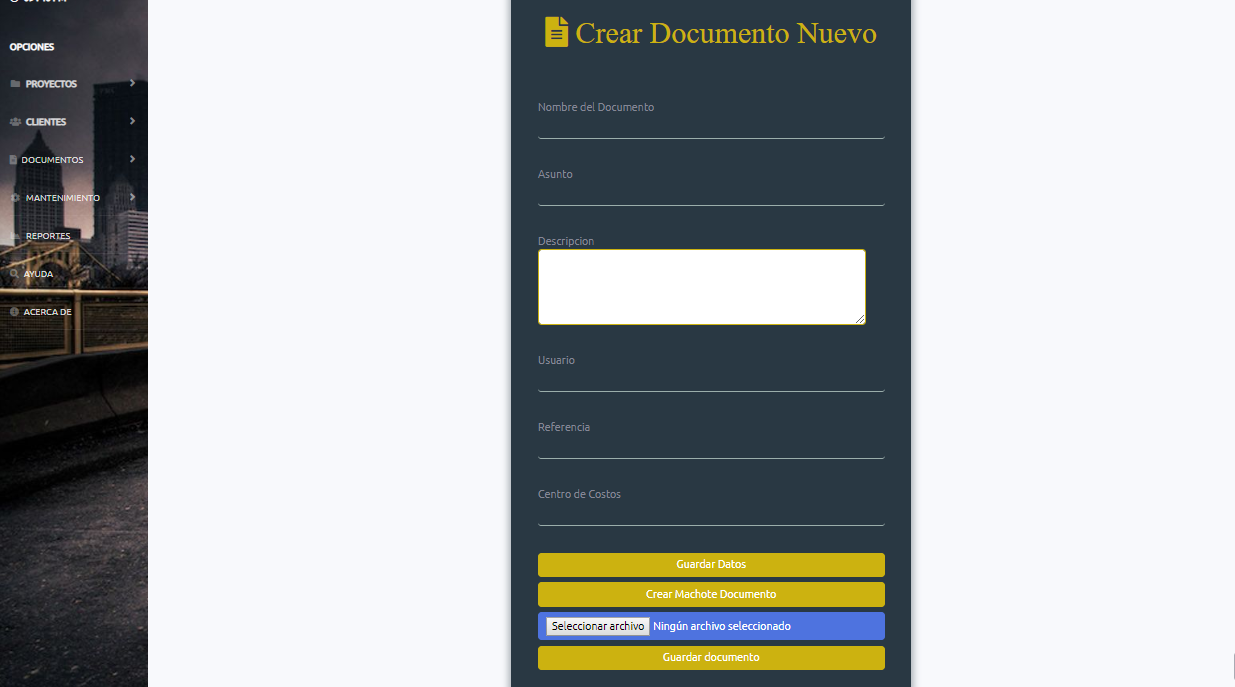 OPCIONES
PROYECTOS
CLIENTES
DOCUMENTOS
MANTENIMIENTO
REPORTES
AYUDA
ACERCA DE
Crear Documento Nuevo
Nombre del Documento
Asunto
Descripcion
Usuario
Referencia
Centro de Costos
Guardar Datos
Crear Machote Documento
Seleccionar archivo Ningún archivo seleccionado
Guardar documento